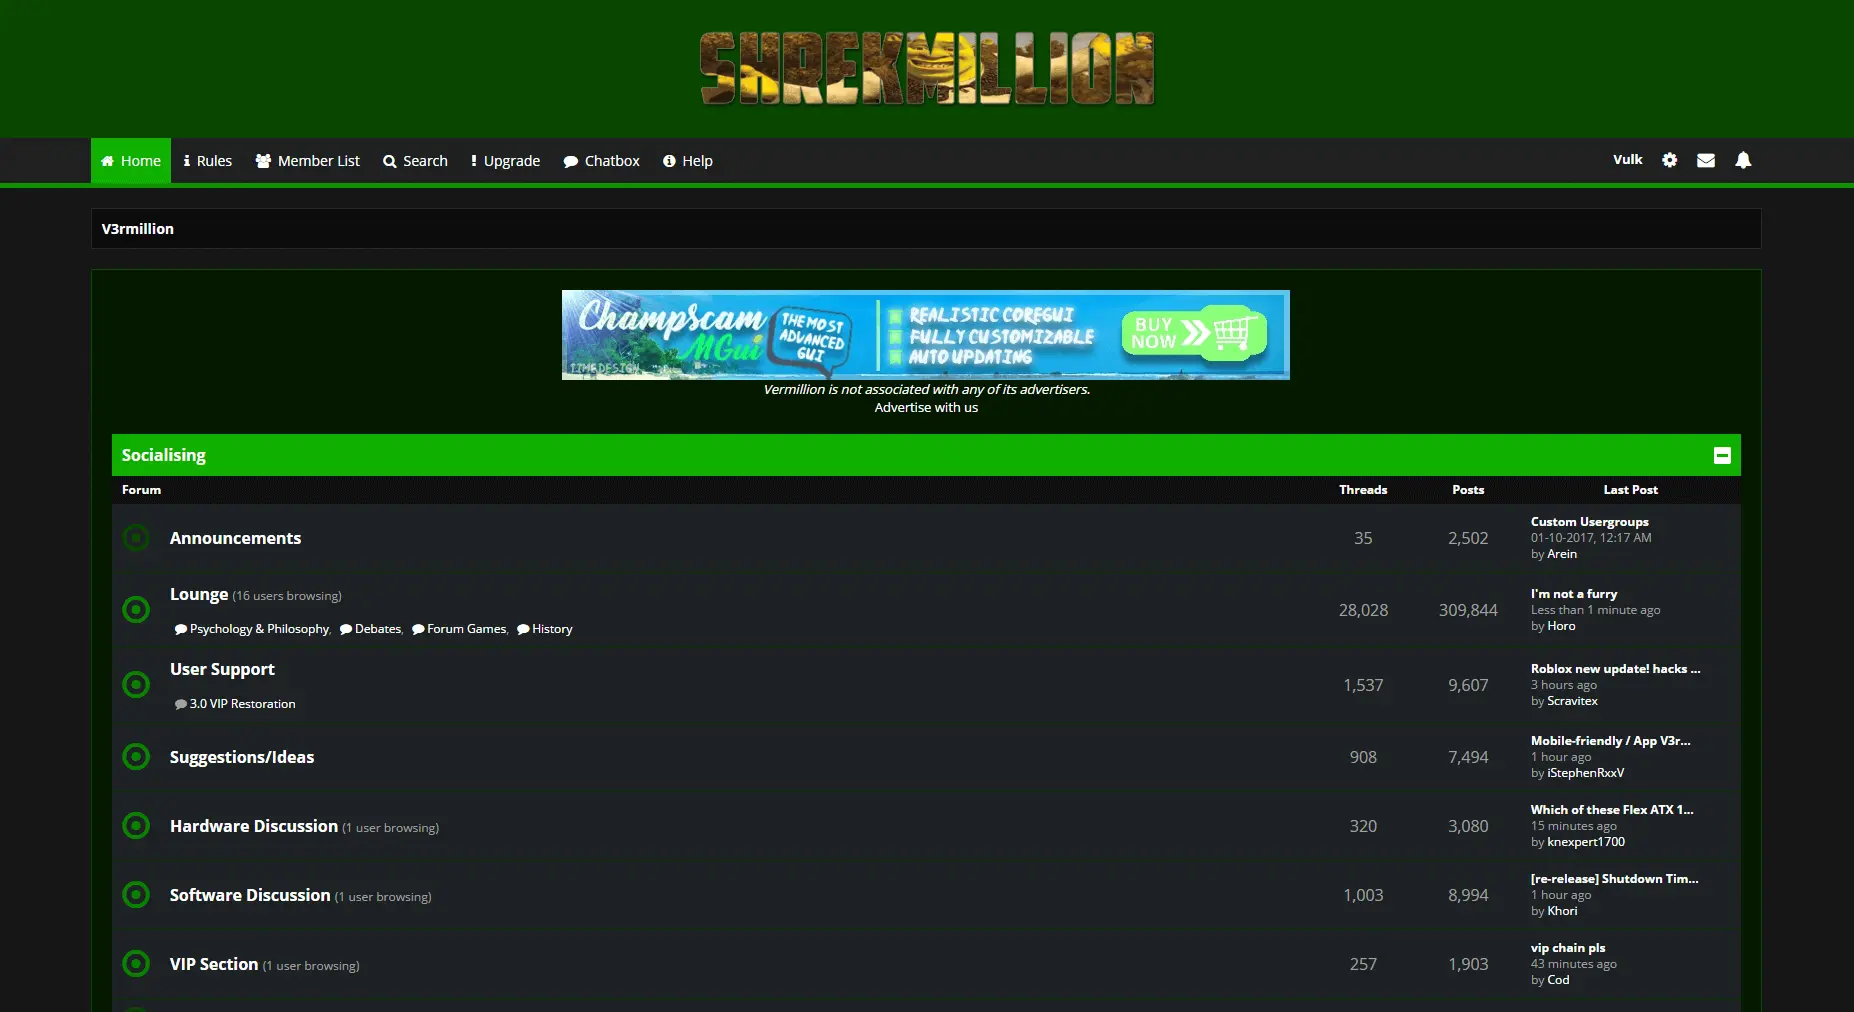 SHREKMILLION
Home Rules Member List Search Upgrade Chatbox Help Vulk
V3rmillion
Champscam MGui
THE MOST ADVANCED GUI
REALISTIC COREGUI
FULLY CUSTOMIZABLE
AUTO UPDATING
BUY NOW
TIMEDESIGN
Vermillion is not associated with any of its advertisers.
Advertise with us
Socialising
Forum Threads Posts Last Post
Announcements 35 2,502 Custom Usergroups
01-10-2017, 12:17 AM
by Arein
Lounge (16 users browsing) 28,028 309,844 I'm not a furry
Less than 1 minute ago
by Horo
Psychology & Philosophy, Debates, Forum Games, History
User Support 1,537 9,607 Roblox new update! hacks ...
3 hours ago
by Scravitex
3.0 VIP Restoration
Suggestions/Ideas 908 7,494 Mobile-friendly / App V3r...
1 hour ago
by iStephenRxxV
Hardware Discussion (1 user browsing) 320 3,080 Which of these Flex ATX 1...
15 minutes ago
by knexpert1700
Software Discussion (1 user browsing) 1,003 8,994 [re-release] Shutdown Tim...
1 hour ago
by Khori
VIP Section (1 user browsing) 257 1,903 vip chain pls
43 minutes ago
by Cod